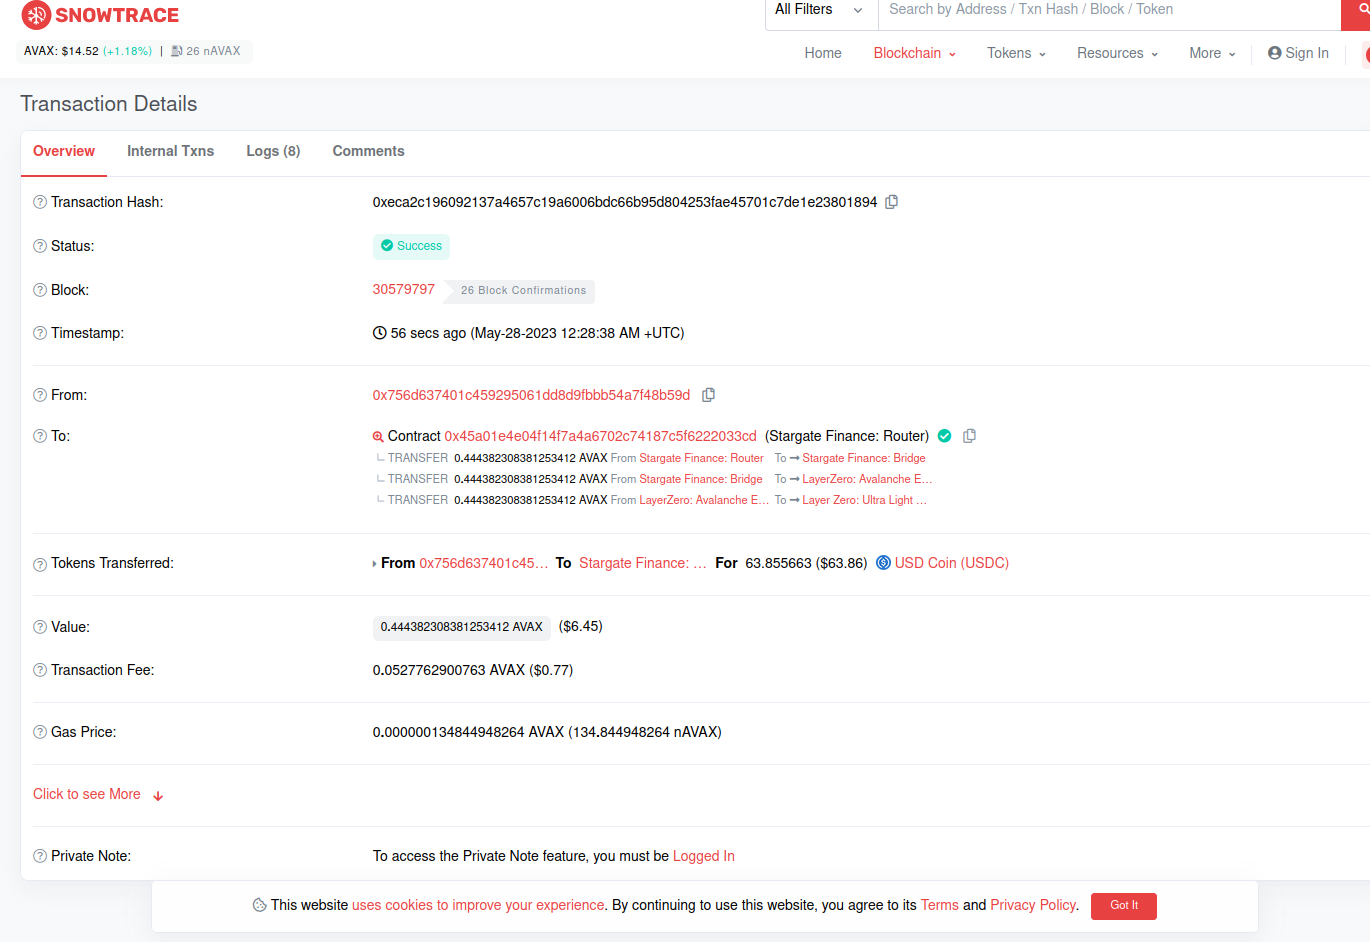 SNOWTRACE
All Filters
Search by Address / Txn Hash / Block / Token
AVAX: $14.52 (+1.18%) | 26 nAVAX
Home Blockchain Tokens Resources More Sign In
Transaction Details
Overview Internal Txns Logs (8) Comments
Transaction Hash: 0xeca2c196092137a4657c19a6006bdc66b95d804253fae45701c7de1e23801894
Status: Success
Block: 30579797 26 Block Confirmations
Timestamp: 56 secs ago (May-28-2023 12:28:38 AM +UTC)
From: 0x756d637401c459295061dd8d9fbbb54a7f48b59d
To: Contract 0x45a01e4e04f14f7a4a6702c74187c5f6222033cd (Stargate Finance: Router)
TRANSFER 0.444382308381253412 AVAX From Stargate Finance: Router To → Stargate Finance: Bridge
TRANSFER 0.444382308381253412 AVAX From Stargate Finance: Bridge To → LayerZero: Avalanche E...
TRANSFER 0.444382308381253412 AVAX From LayerZero: Avalanche E... To → Layer Zero: Ultra Light ...
Tokens Transferred: From 0x756d637401c45... To Stargate Finance: ... For 63.855663 ($63.86) USD Coin (USDC)
Value: 0.444382308381253412 AVAX ($6.45)
Transaction Fee: 0.0527762900763 AVAX ($0.77)
Gas Price: 0.000000134844948264 AVAX (134.844948264 nAVAX)
Click to see More
Private Note: To access the Private Note feature, you must be Logged In
This website uses cookies to improve your experience. By continuing to use this website, you agree to its Terms and Privacy Policy. Got It